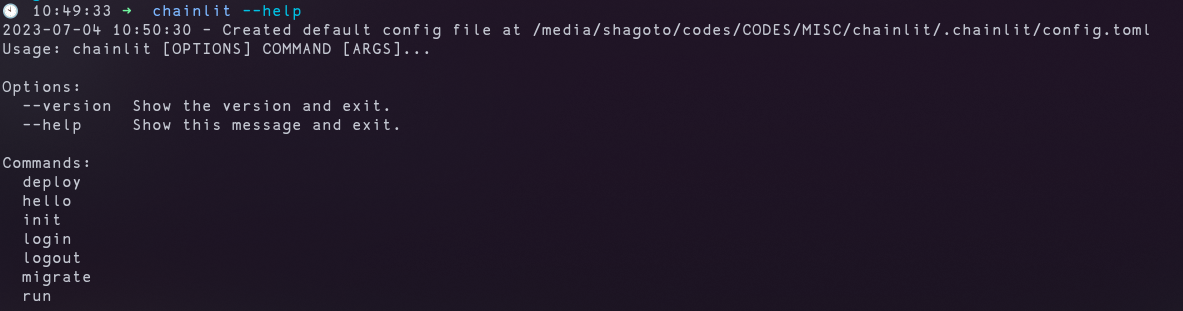 10:49:33 → chainlit --help
2023-07-04 10:50:30 - Created default config file at /media/shagoto/codes/CODES/MISC/chainlit/.chainlit/config.toml
Usage: chainlit [OPTIONS] COMMAND [ARGS]...
Options:
--version Show the version and exit.
--help Show this message and exit.
Commands:
deploy
hello
init
login
logout
migrate
run